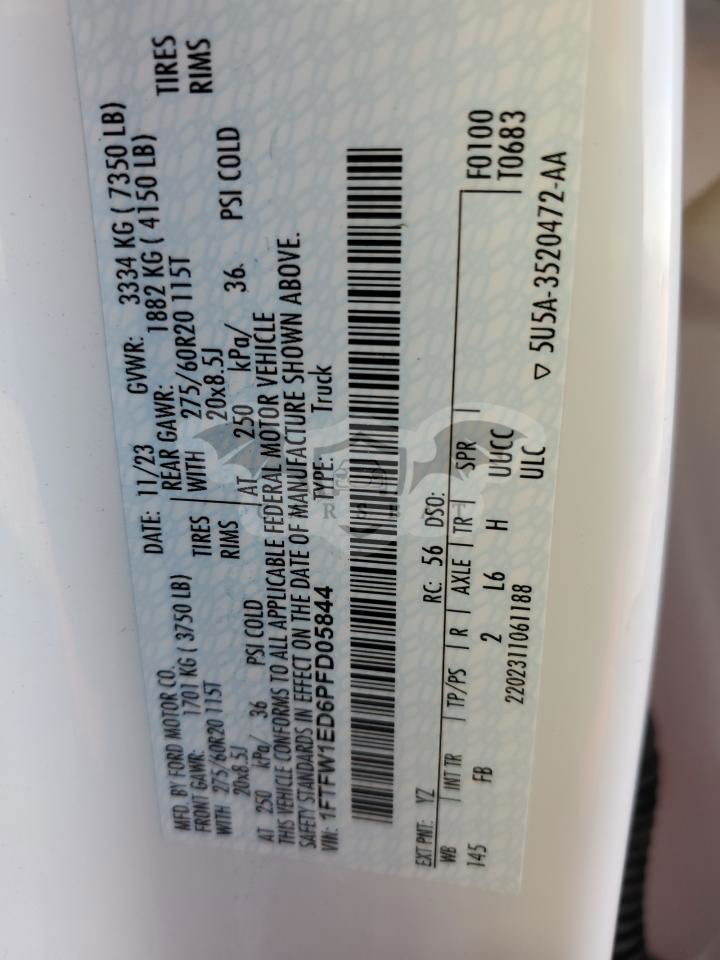 MFD. BY FORD MOTOR CO.
DATE: 11/23 GVWR: 3334 KG ( 7350 LB)
FRONT GAWR: 1701 KG ( 3750 LB) REAR GAWR: 1882 KG ( 4150 LB)
WITH 275/60R20 115T TIRES WITH 275/60R20 115T TIRES
20x8.5J RIMS 20x8.5J RIMS
AT 250 kPa/ 36 PSI COLD AT 250 kPa/ 36. PSI COLD
THIS VEHICLE CONFORMS TO ALL APPLICABLE FEDERAL MOTOR VEHICLE
SAFETY STANDARDS IN EFFECT ON THE DATE OF MANUFACTURE SHOWN ABOVE.
VIN: 1FTFW1ED6PFD05844 TYPE: Truck
EXT PNT: YZ RC: 56 DSO:
WB INT TR TP/PS R AXLE TR SPR F0100
145 FB 2 L6 H UUCC T0683
2202311061188 ULC
▽ 5U5A-3520472-AA